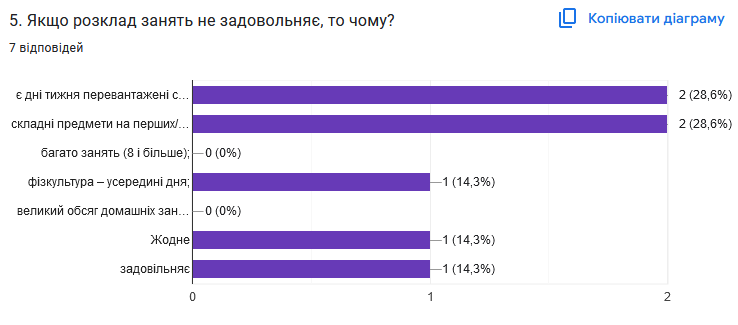 5. Якщо розклад занять не задовольняє, то чому?
Копіювати діаграму
7 відповідей
є дні тижня перевантажені с…
2 (28,6%)
складні предмети на перших/…
2 (28,6%)
багато занять (8 і більше);
0 (0%)
фізкультура – усередині дня;
1 (14,3%)
великий обсяг домашніх зан…
0 (0%)
Жодне
1 (14,3%)
задовільняє
1 (14,3%)
0
1
2